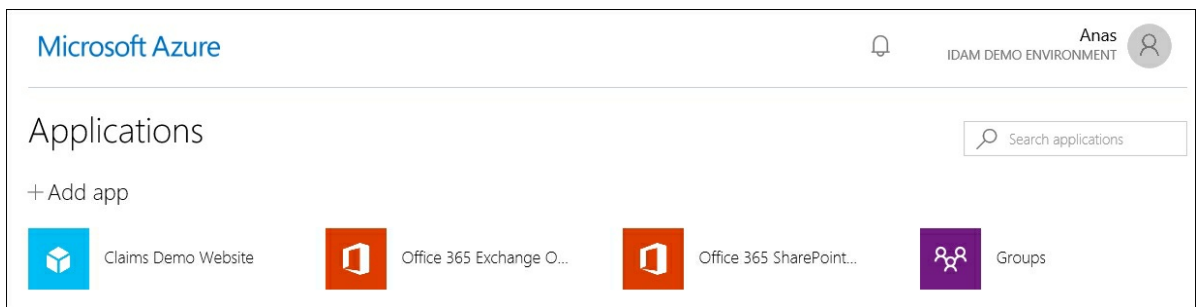 Microsoft Azure
Anas
IDAM DEMO ENVIRONMENT
Applications
Search applications
+Add app
Claims Demo Website
Office 365 Exchange O...
Office 365 SharePoint...
Groups